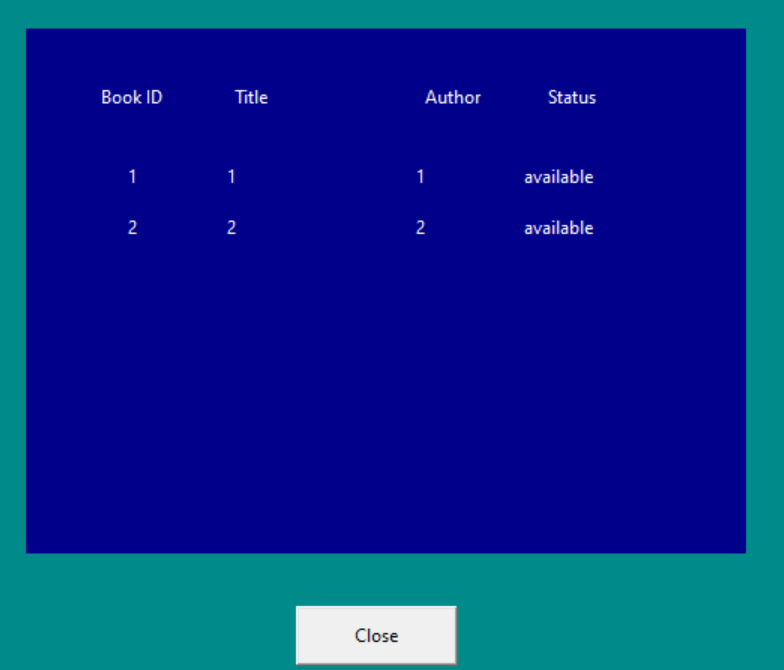 Book ID Title Author Status
1 1 1 available
2 2 2 available
Close